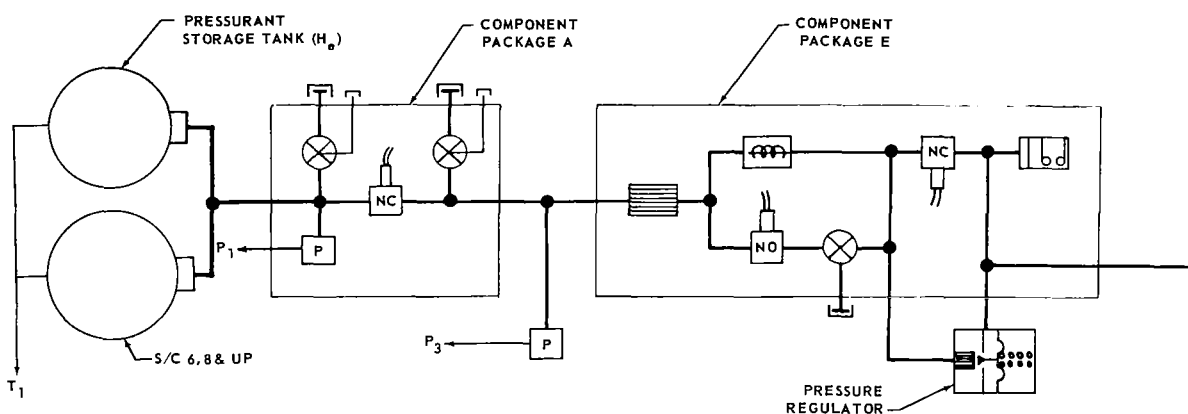 PRESSURANT
STORAGE TANK (He)
COMPONENT
PACKAGE A
COMPONENT
PACKAGE E
NC
NC
P1
P
NO
P3
P
S/C 6,8 & UP
T1
PRESSURE
REGULATOR